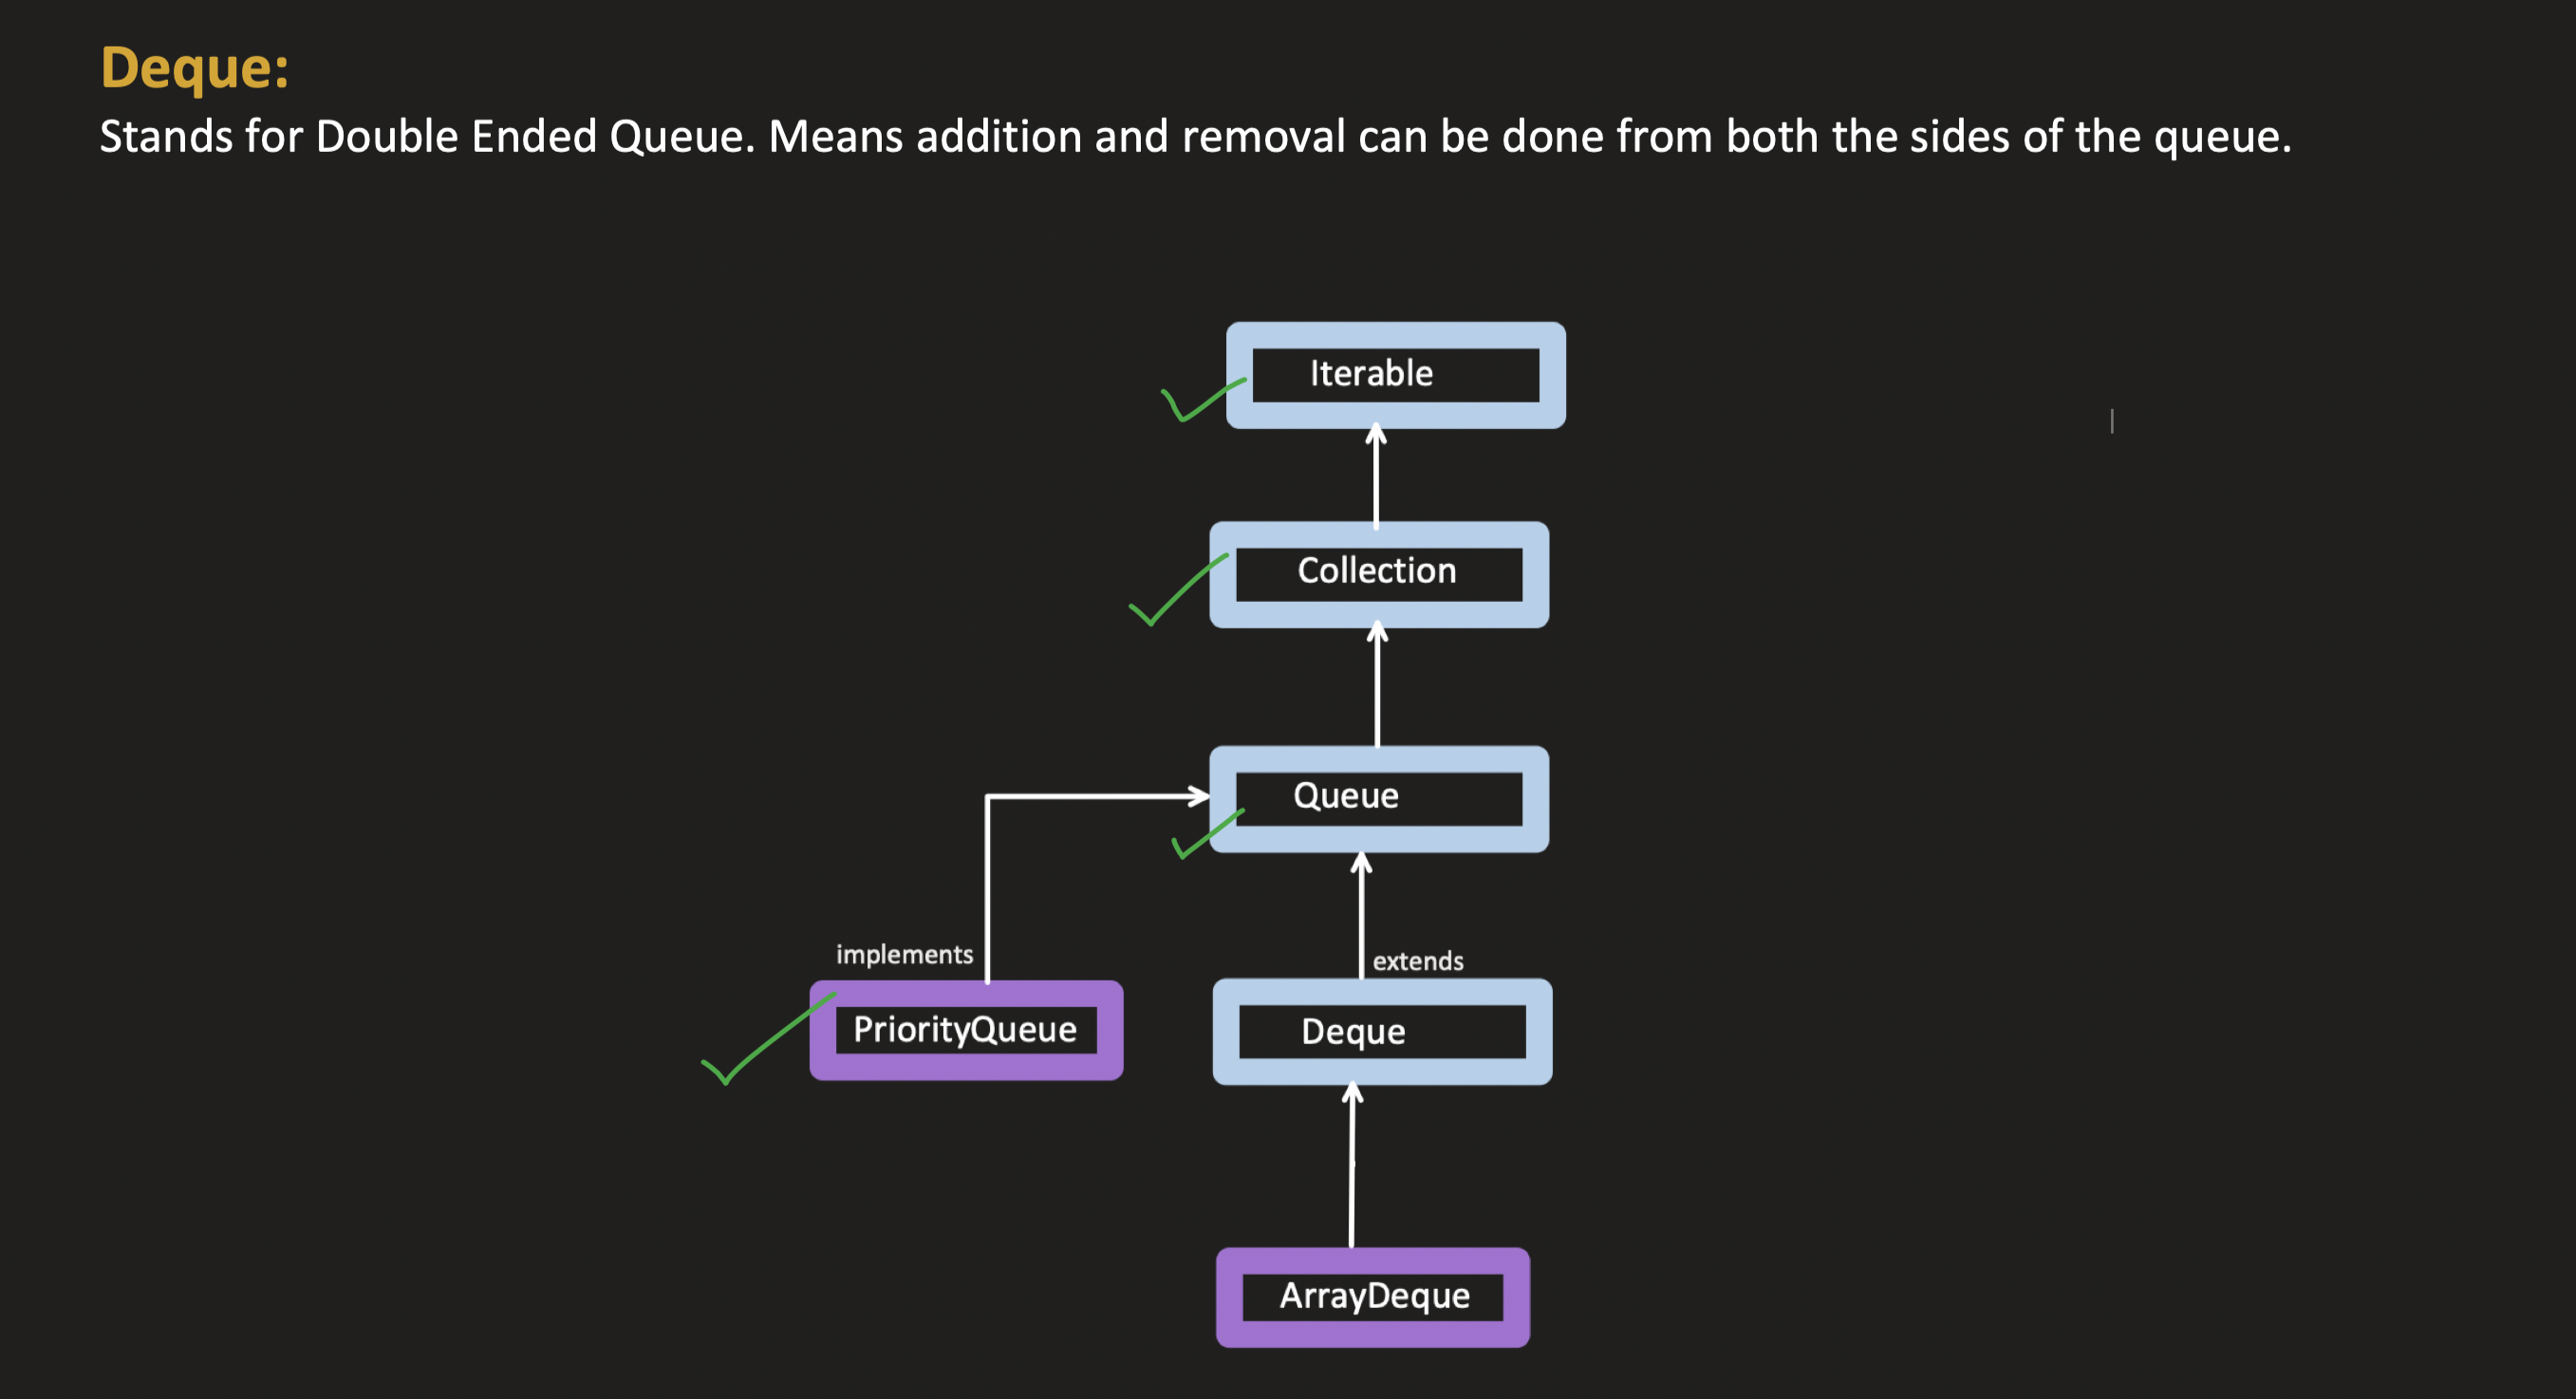 Deque:
Stands for Double Ended Queue. Means addition and removal can be done from both the sides of the queue.
Iterable
Collection
Queue
implements
extends
PriorityQueue
Deque
ArrayDeque